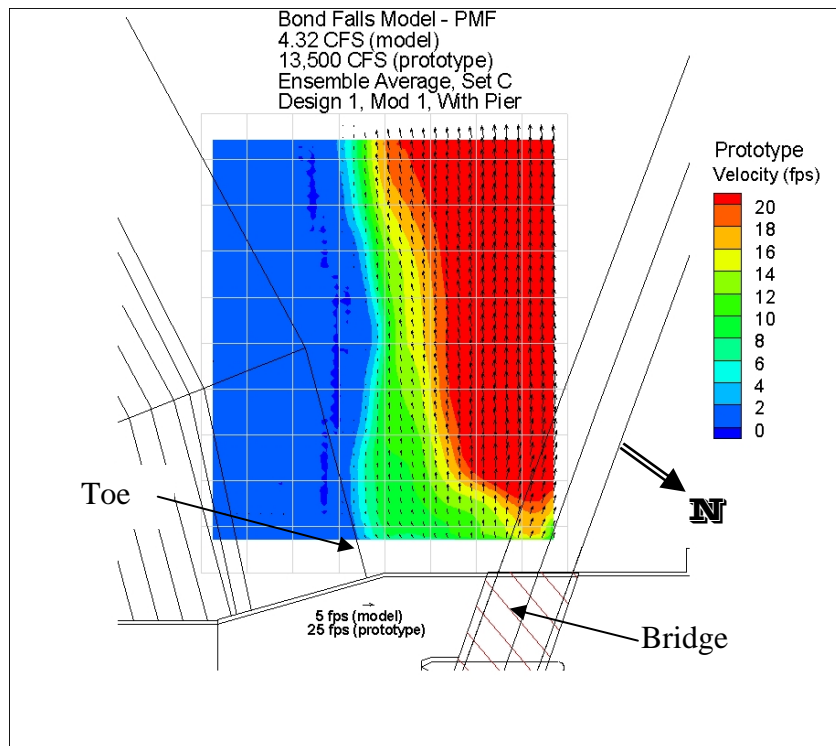 Bond Falls Model - PMF
4.32 CFS (model)
13,500 CFS (prototype)
Ensemble Average, Set C
Design 1, Mod 1, With Pier
Prototype
Velocity (fps)
20
18
16
14
12
10
8
6
4
2
0
Toe
N
5 fps (model)
25 fps (prototype)
Bridge